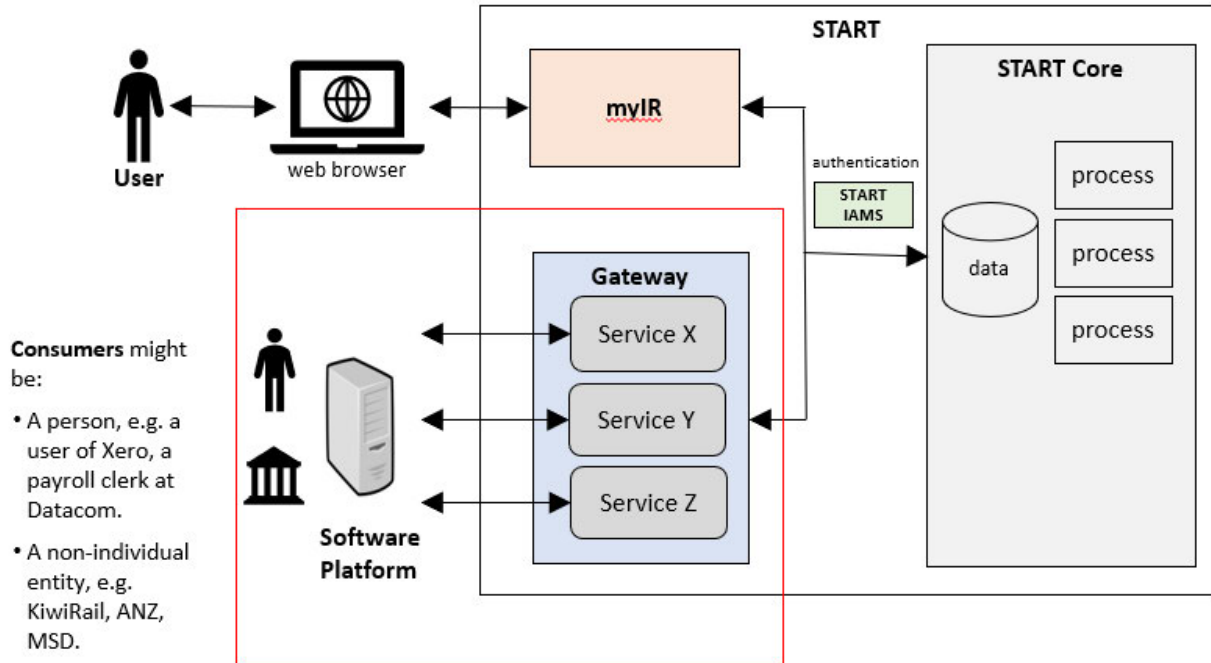 START
START Core
myIR
User
web browser
authentication
START
IAMS
process
process
process
data
Gateway
Service X
Service Y
Service Z
Software
Platform
Consumers might
be:
• A person, e.g. a
user of Xero, a
payroll clerk at
Datacom.
• A non-individual
entity, e.g.
KiwiRail, ANZ,
MSD.